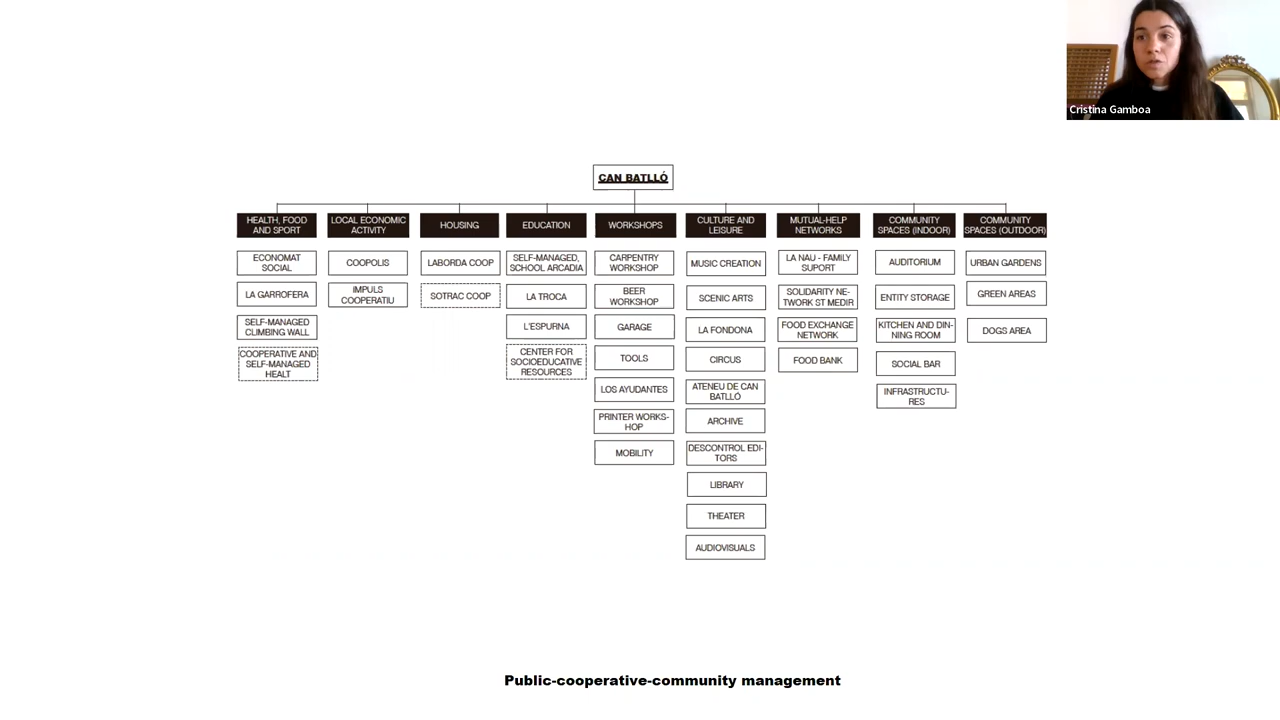 Cristina Gamboa
CAN BATLLÓ
HEALTH, FOOD
AND SPORT
ECONOMAT
SOCIAL
LA GARROFERA
SELF-MANAGED
CLIMBING WALL
COOPERATIVE AND
SELF-MANAGED
HEALT
LOCAL ECONOMIC
ACTIVITY
COOPOLIS
IMPULS
COOPERATIU
HOUSING
LABORDA COOP
SOTRAC COOP
EDUCATION
SELF-MANAGED,
SCHOOL ARCADIA
LA TROCA
L'ESPURNA
CENTER FOR
SOCIOEDUCATIVE
RESOURCES
WORKSHOPS
CARPENTRY
WORKSHOP
BEER
WORKSHOP
GARAGE
TOOLS
LOS AYUDANTES
PRINTER WORKS-
HOP
MOBILITY
CULTURE AND
LEISURE
MUSIC CREATION
SCENIC ARTS
LA FONDONA
CIRCUS
ATENEU DE CAN
BATLLÓ
ARCHIVE
DESCONTROL EDI-
TORS
LIBRARY
THEATER
AUDIOVISUALS
MUTUAL-HELP
NETWORKS
LA NAU - FAMILY
SUPORT
SOLIDARITY NE-
TWORK ST MEDIR
FOOD EXCHANGE
NETWORK
FOOD BANK
COMMUNITY
SPACES (INDOOR)
AUDITORIUM
ENTITY STORAGE
KITCHEN AND DIN-
NING ROOM
SOCIAL BAR
INFRASTRUCTU-
RES
COMMUNITY
SPACES (OUTDOOR)
URBAN GARDENS
GREEN AREAS
DOGS AREA
Public-cooperative-community management